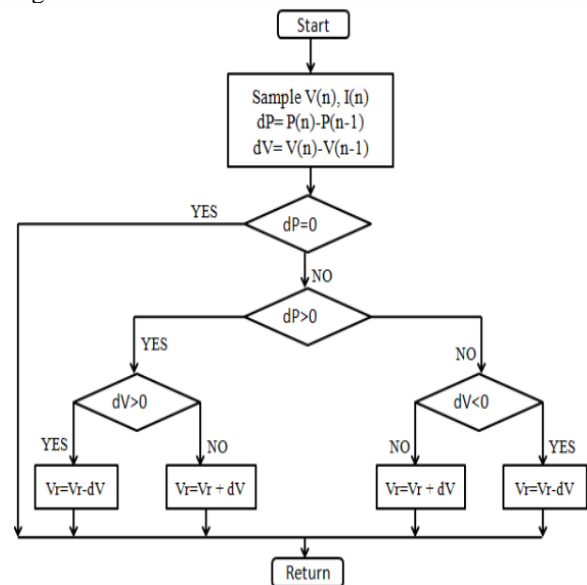 Start
Sample V(n), I(n)
dP= P(n)-P(n-1)
dV= V(n)-V(n-1)
YES
dP=0
NO
dP>0
YES
NO
dV>0
dV<0
YES
NO
NO
YES
Vr=Vr-dV
Vr=Vr + dV
Vr=Vr + dV
Vr=Vr-dV
Return